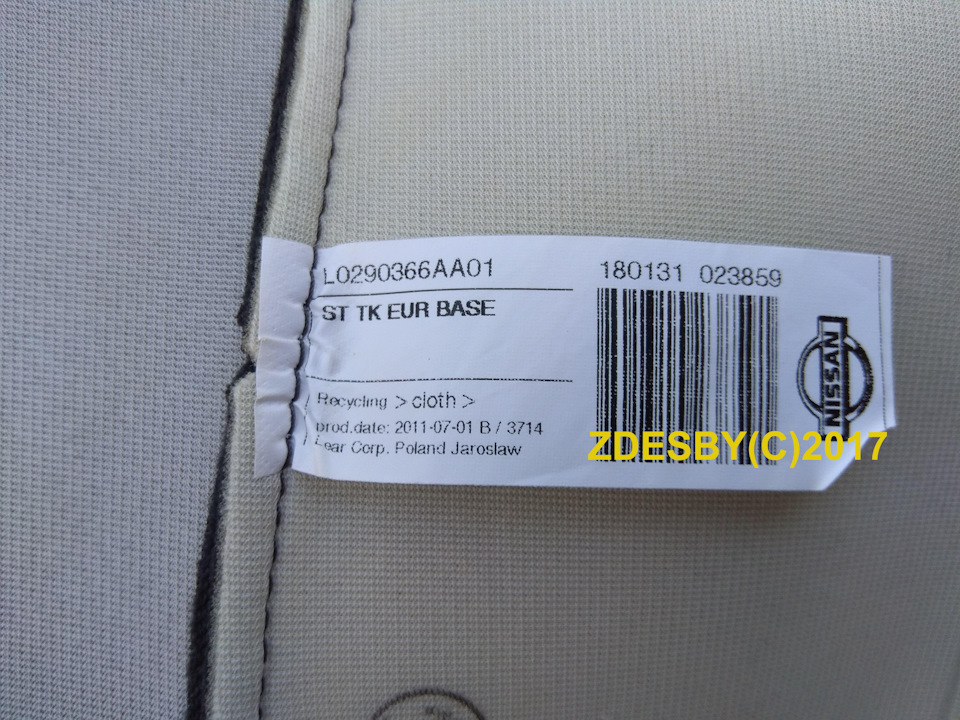 L0290366AA01
180131 023859
ST TK EUR BASE
NISSAN
Recycling >cloth>
prod.date: 2011-07-01 B / 3714
Lear Corp. Poland Jaroslaw
ZDESBY(C)2017